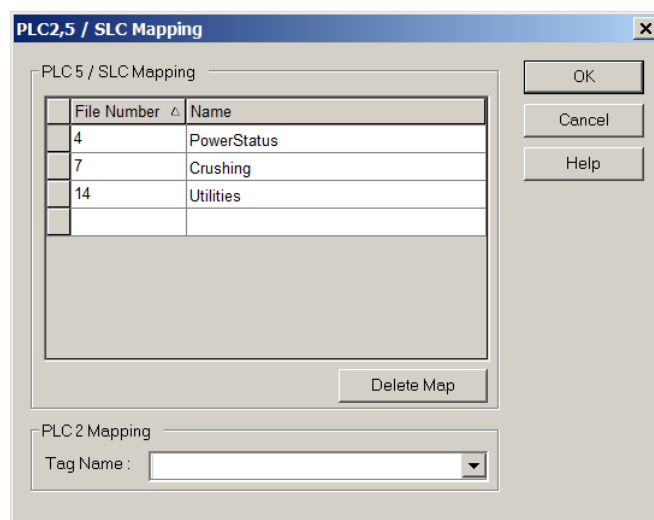 PLC2,5 / SLC Mapping
PLC 5 / SLC Mapping
File Number Name
4 PowerStatus
7 Crushing
14 Utilities
Delete Map
PLC 2 Mapping
Tag Name :
OK
Cancel
Help